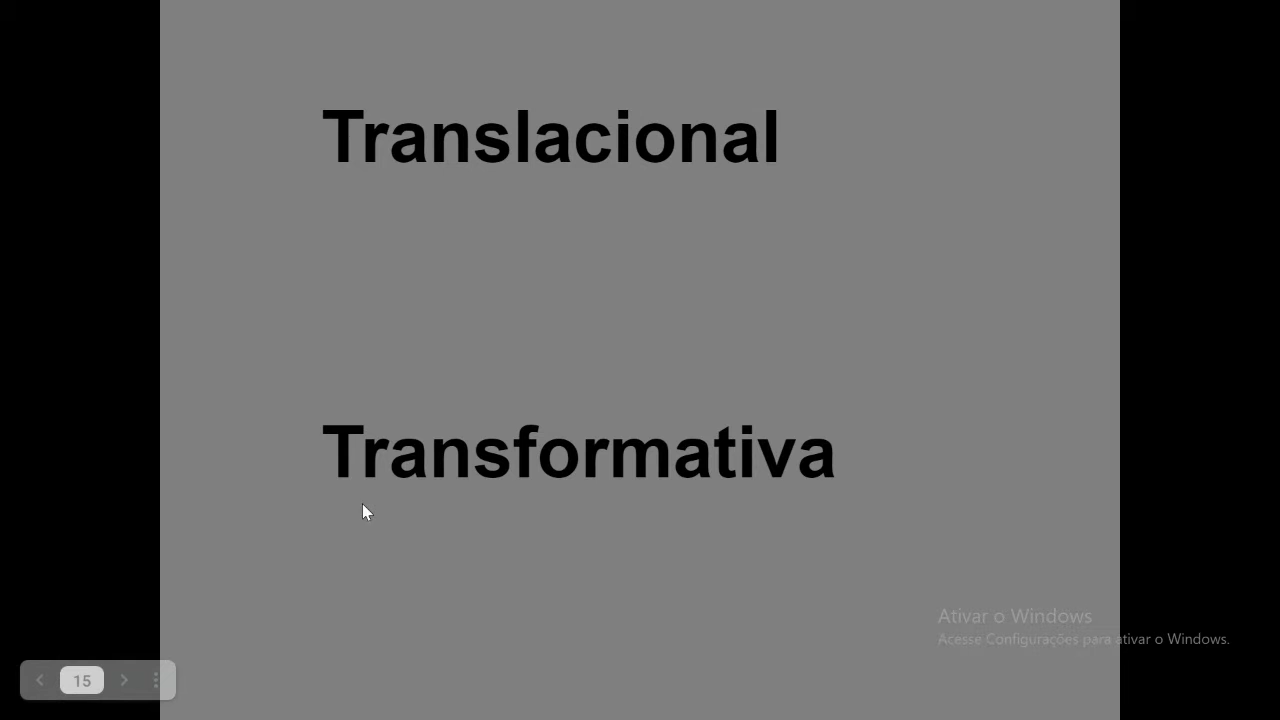 Translacional
Transformativa
Ativar o Windows
Acesse Configurações para ativar o Windows.
15